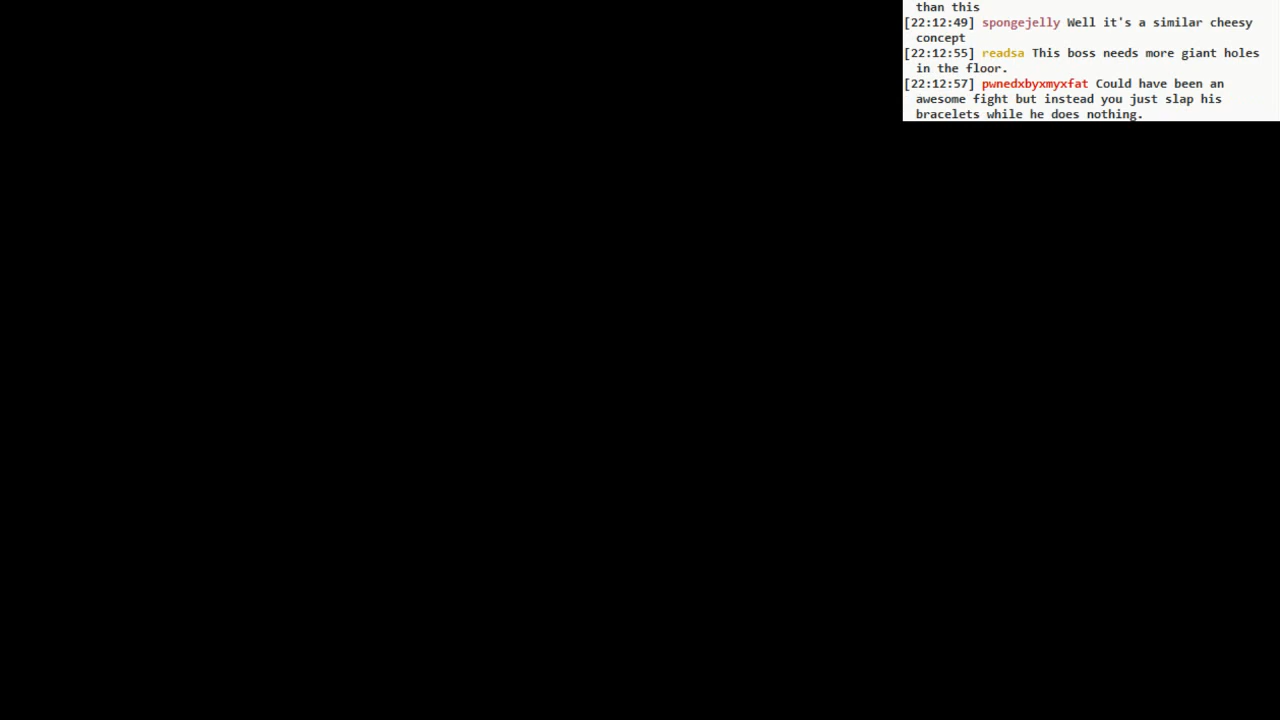 than this
[22:12:49] spongejelly Well it's a similar cheesy
concept
[22:12:55] readsa This boss needs more giant holes
in the floor.
[22:12:57] pwnedxbyxmyxfat Could have been an
awesome fight but instead you just slap his
bracelets while he does nothing.